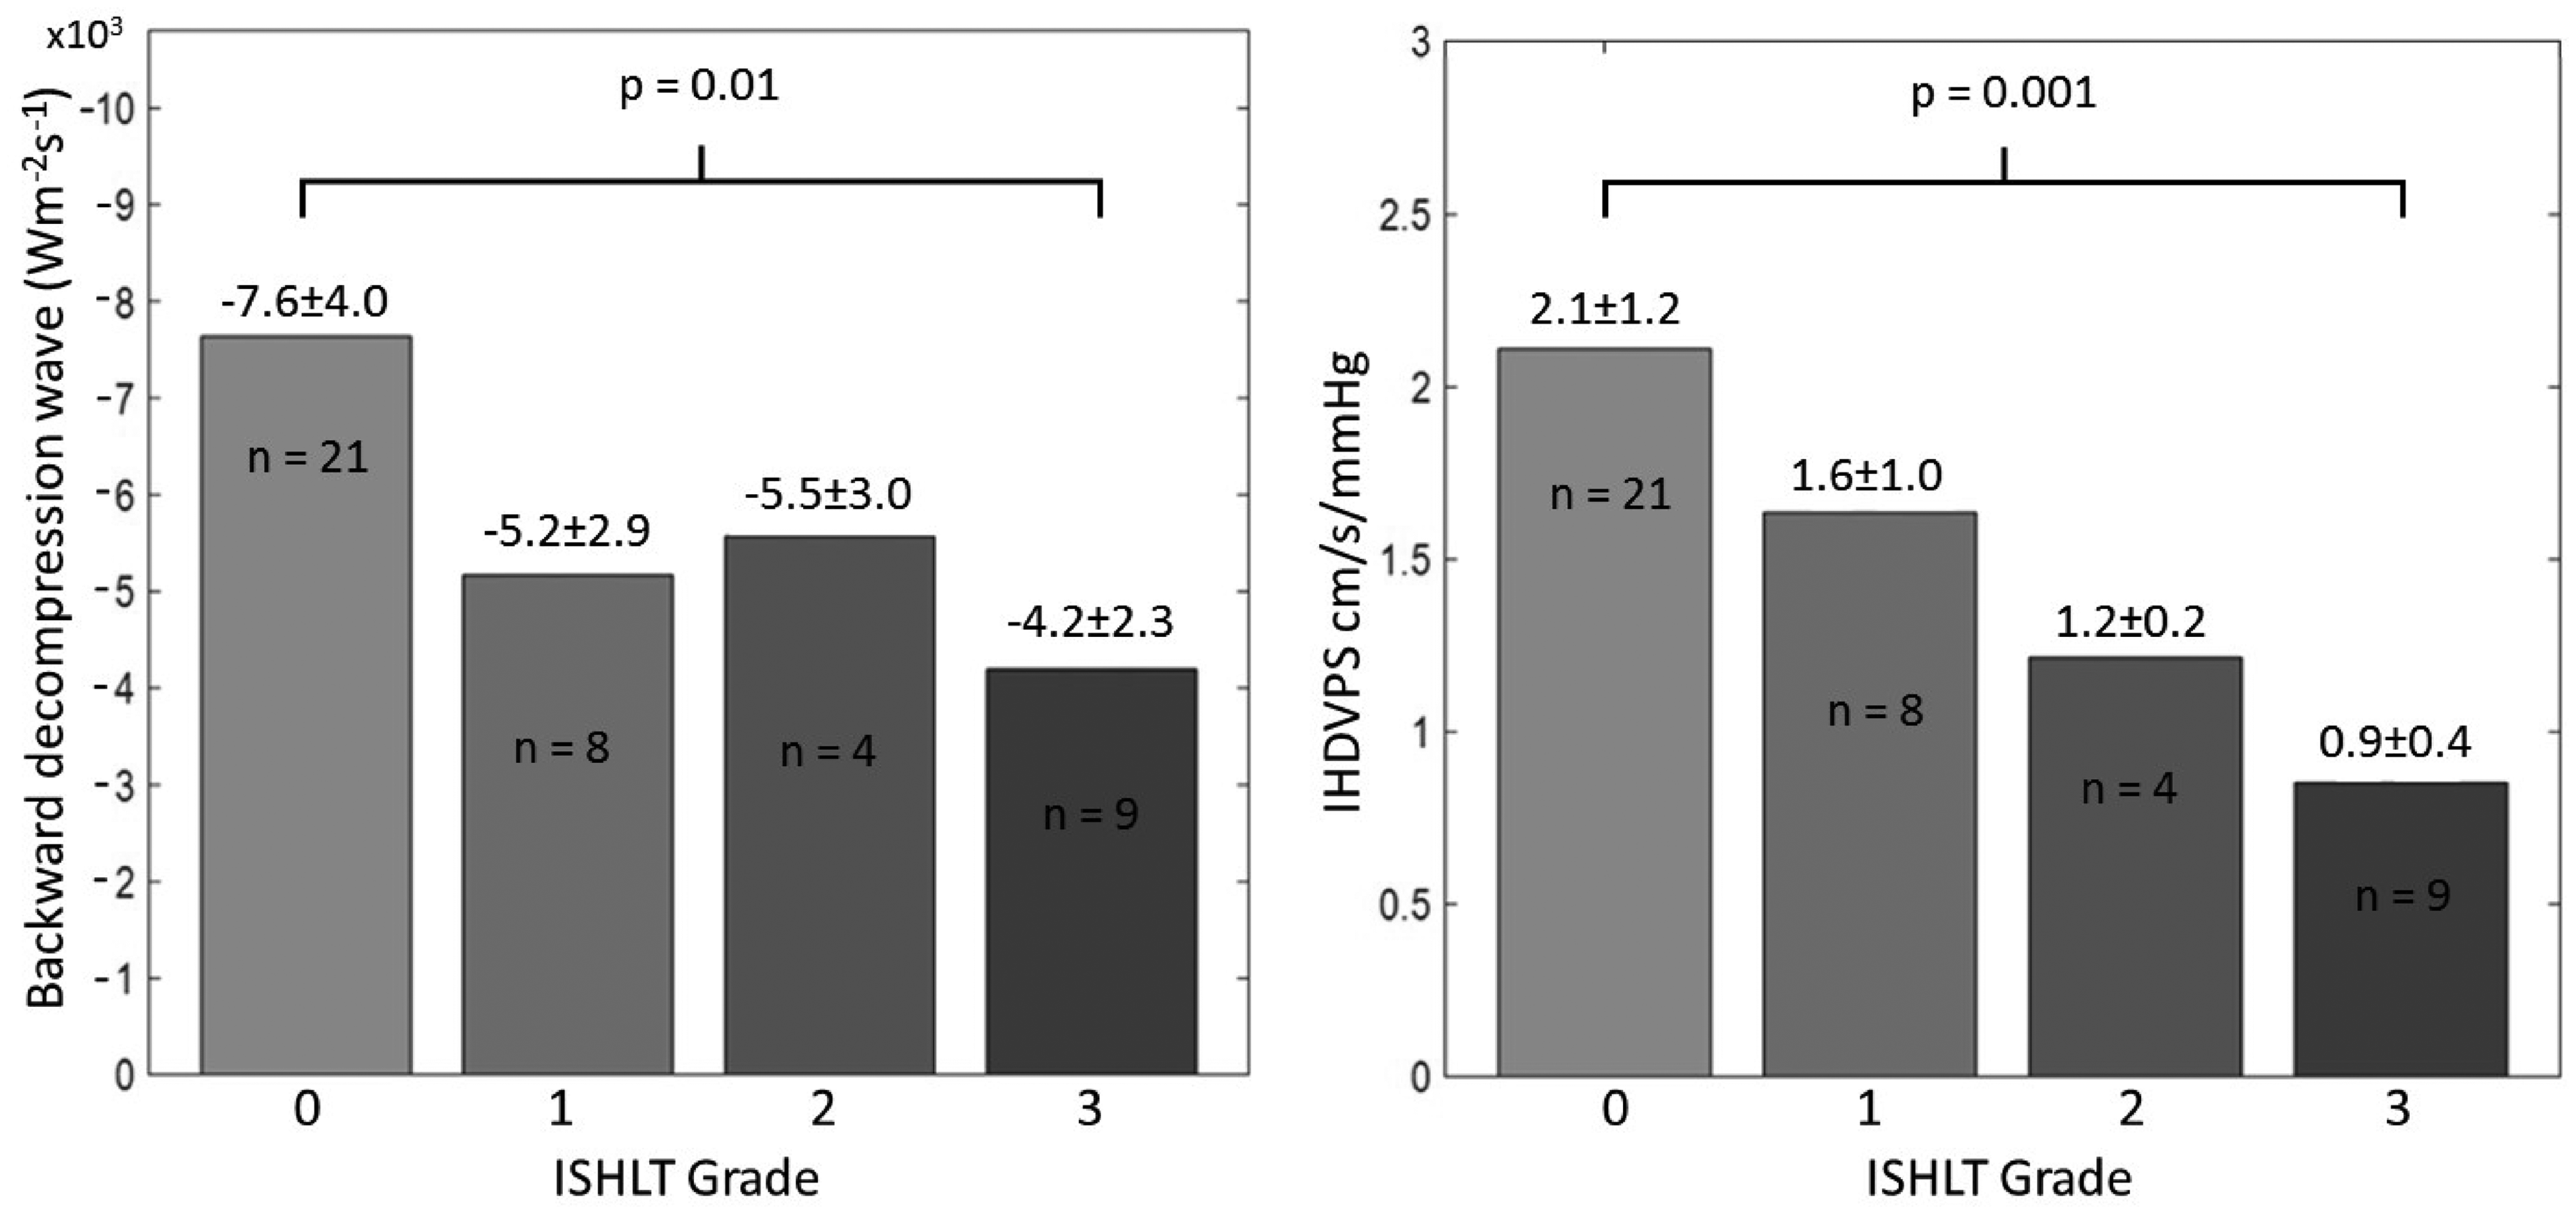 x10³
p = 0.01
-10
-9
-8
-7
-6
-5
-4
-3
-2
-1
0
Backward decompression wave (Wm⁻²s⁻¹)
-7.6±4.0
-5.2±2.9
-5.5±3.0
-4.2±2.3
n = 21
n = 8
n = 4
n = 9
0 1 2 3
ISHLT Grade
3
2.5
2
1.5
1
0.5
0
IHDVPS cm/s/mmHg
p = 0.001
2.1±1.2
1.6±1.0
1.2±0.2
0.9±0.4
n = 21
n = 8
n = 4
n = 9
0 1 2 3
ISHLT Grade